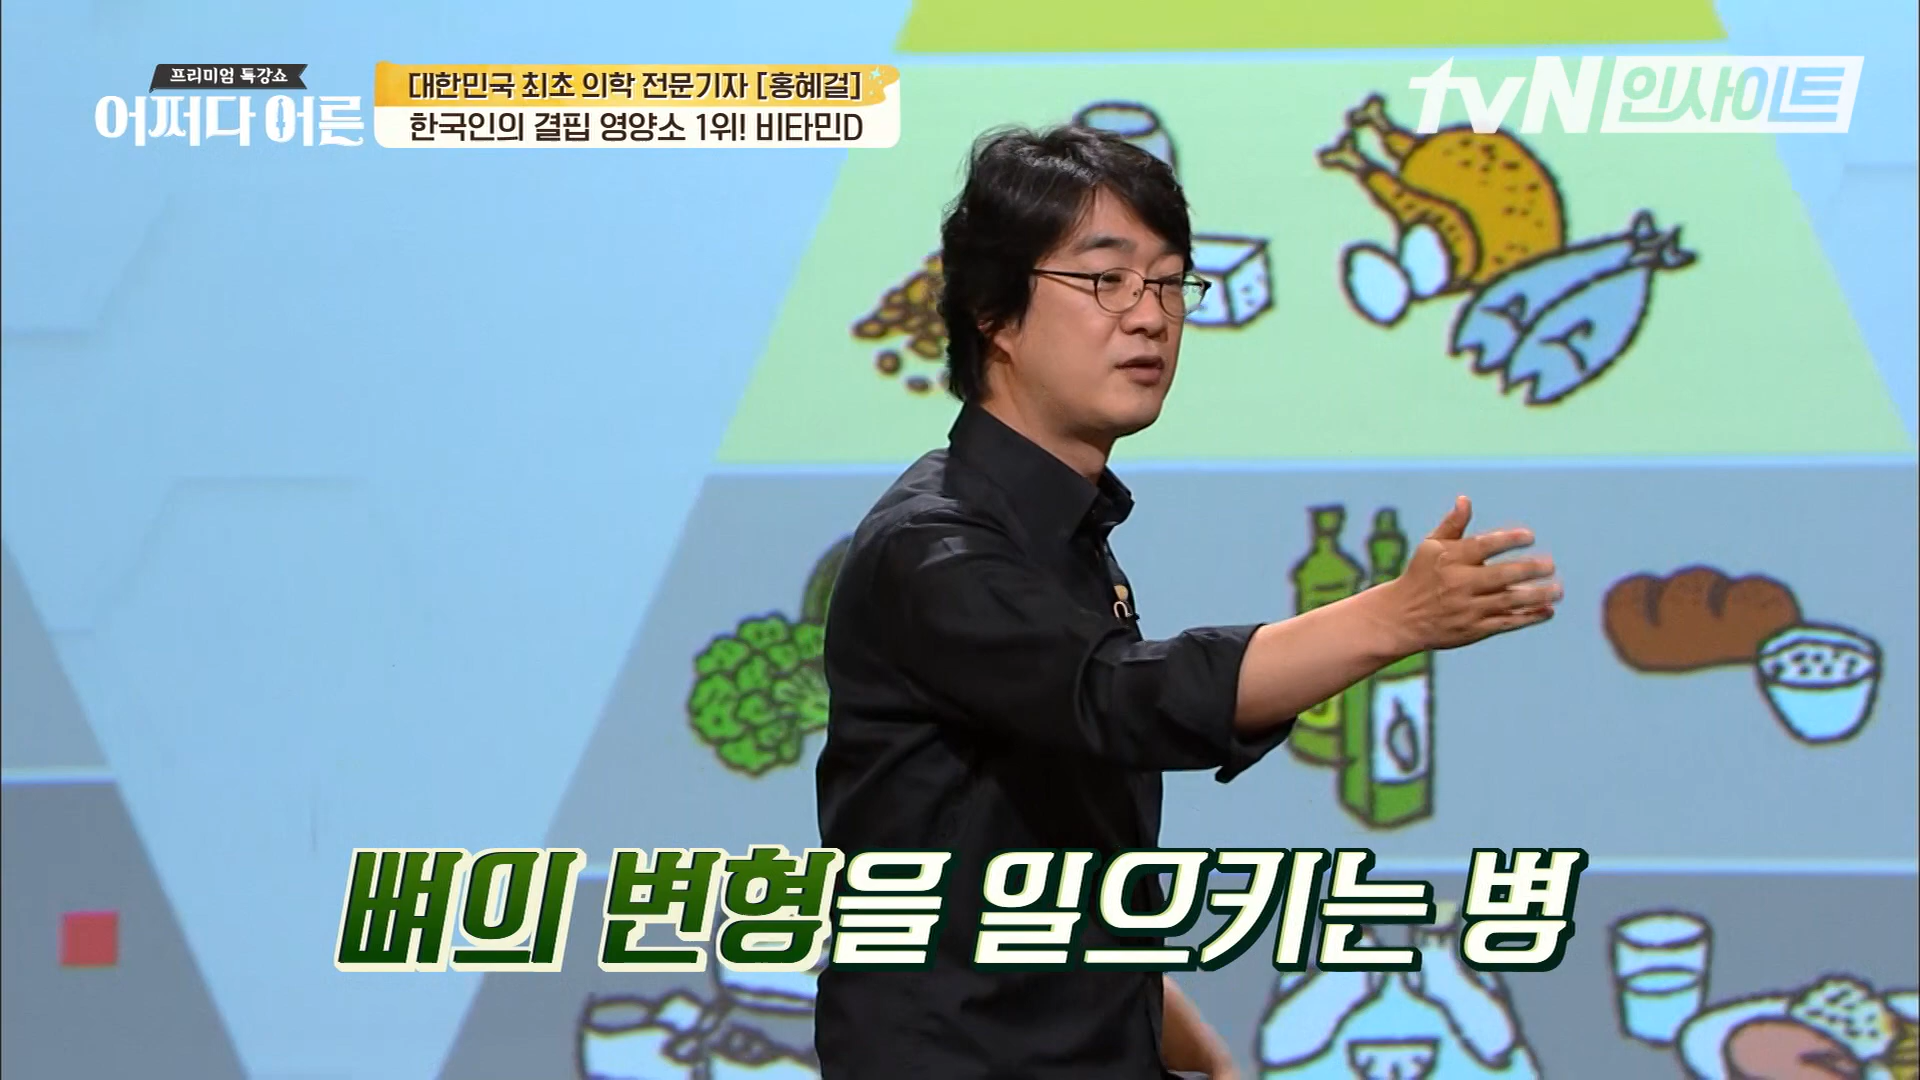 프리미엄 특강쇼
어쩌다 어른
대한민국 최초 의학 전문기자 [홍혜걸]
한국인의 결핍 영양소 1위! 비타민D
tvN 인사이트
뼈의 변형을 일으키는 병